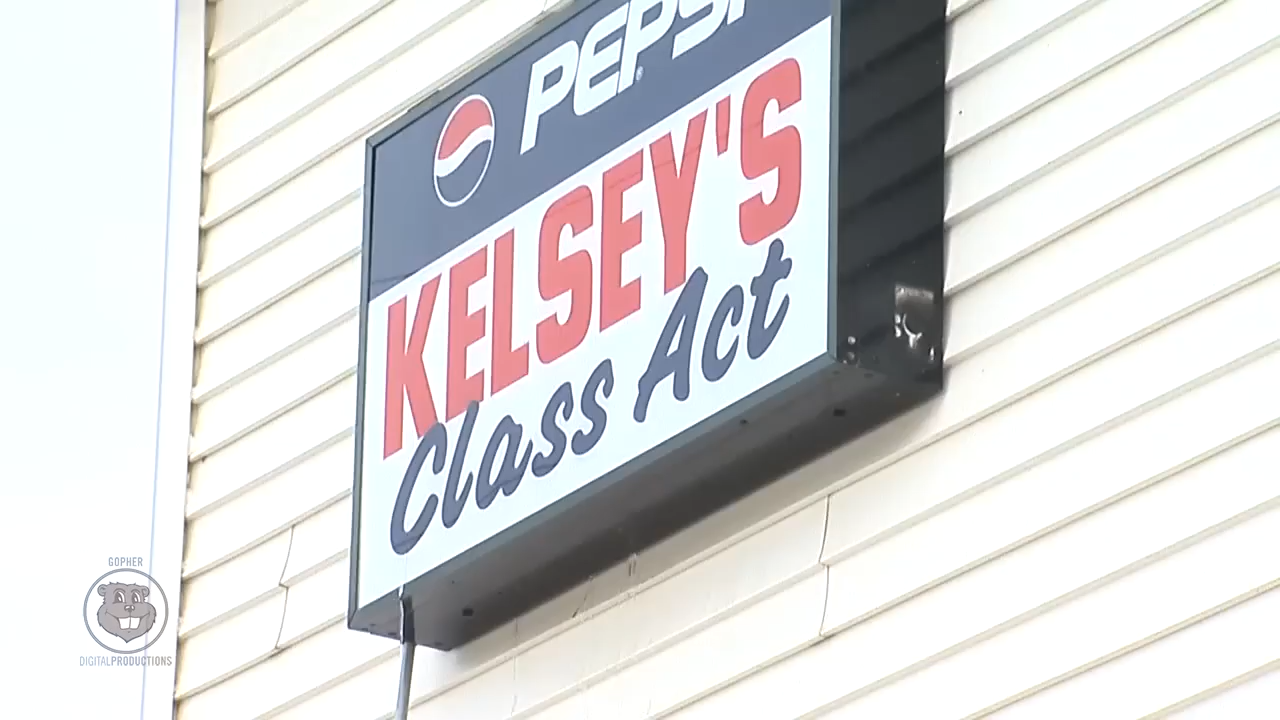 PEPSI
KELSEY'S
Class Act
GOPHER
DIGITALPRODUCTIONS